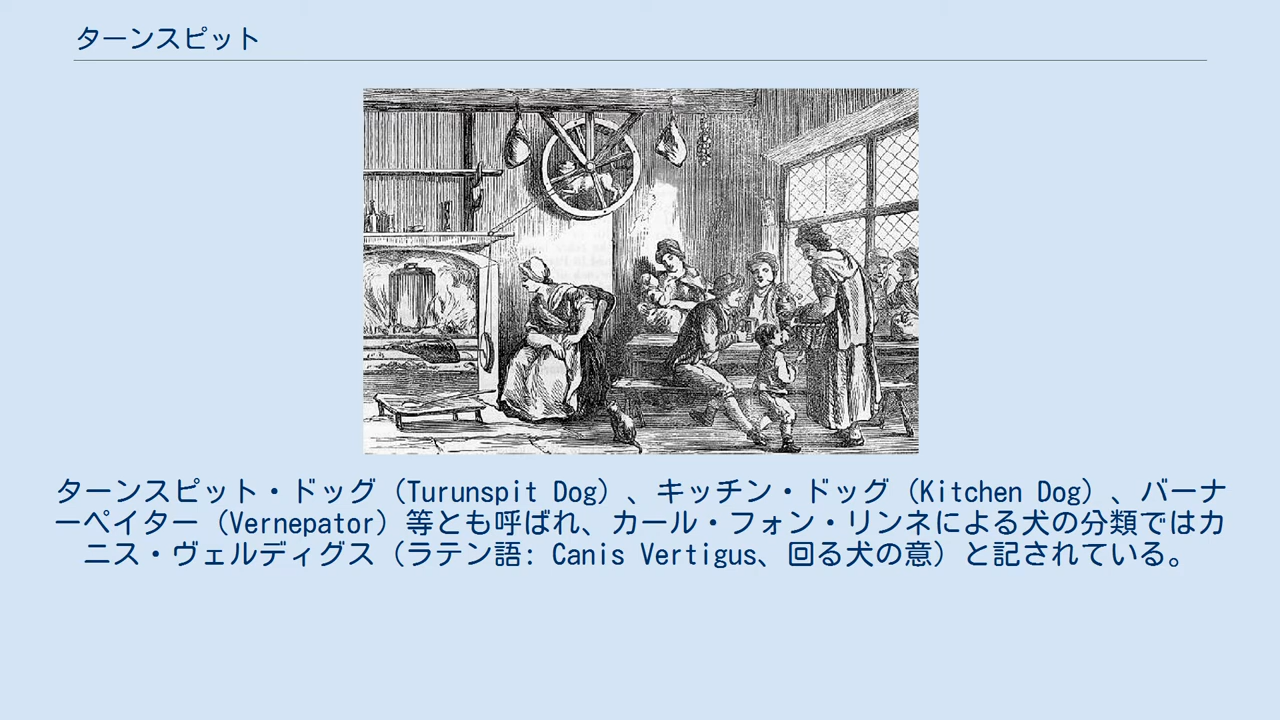 ターンスピット
ターンスピット・ドッグ（Turunspit Dog）、キッチン・ドッグ（Kitchen Dog）、バーナ
ーペイター（Vernepator）等とも呼ばれ、カール・フォン・リンネによる犬の分類ではカ
ニス・ヴェルディグス（ラテン語: Canis Vertigus、回る犬の意）と記されている。